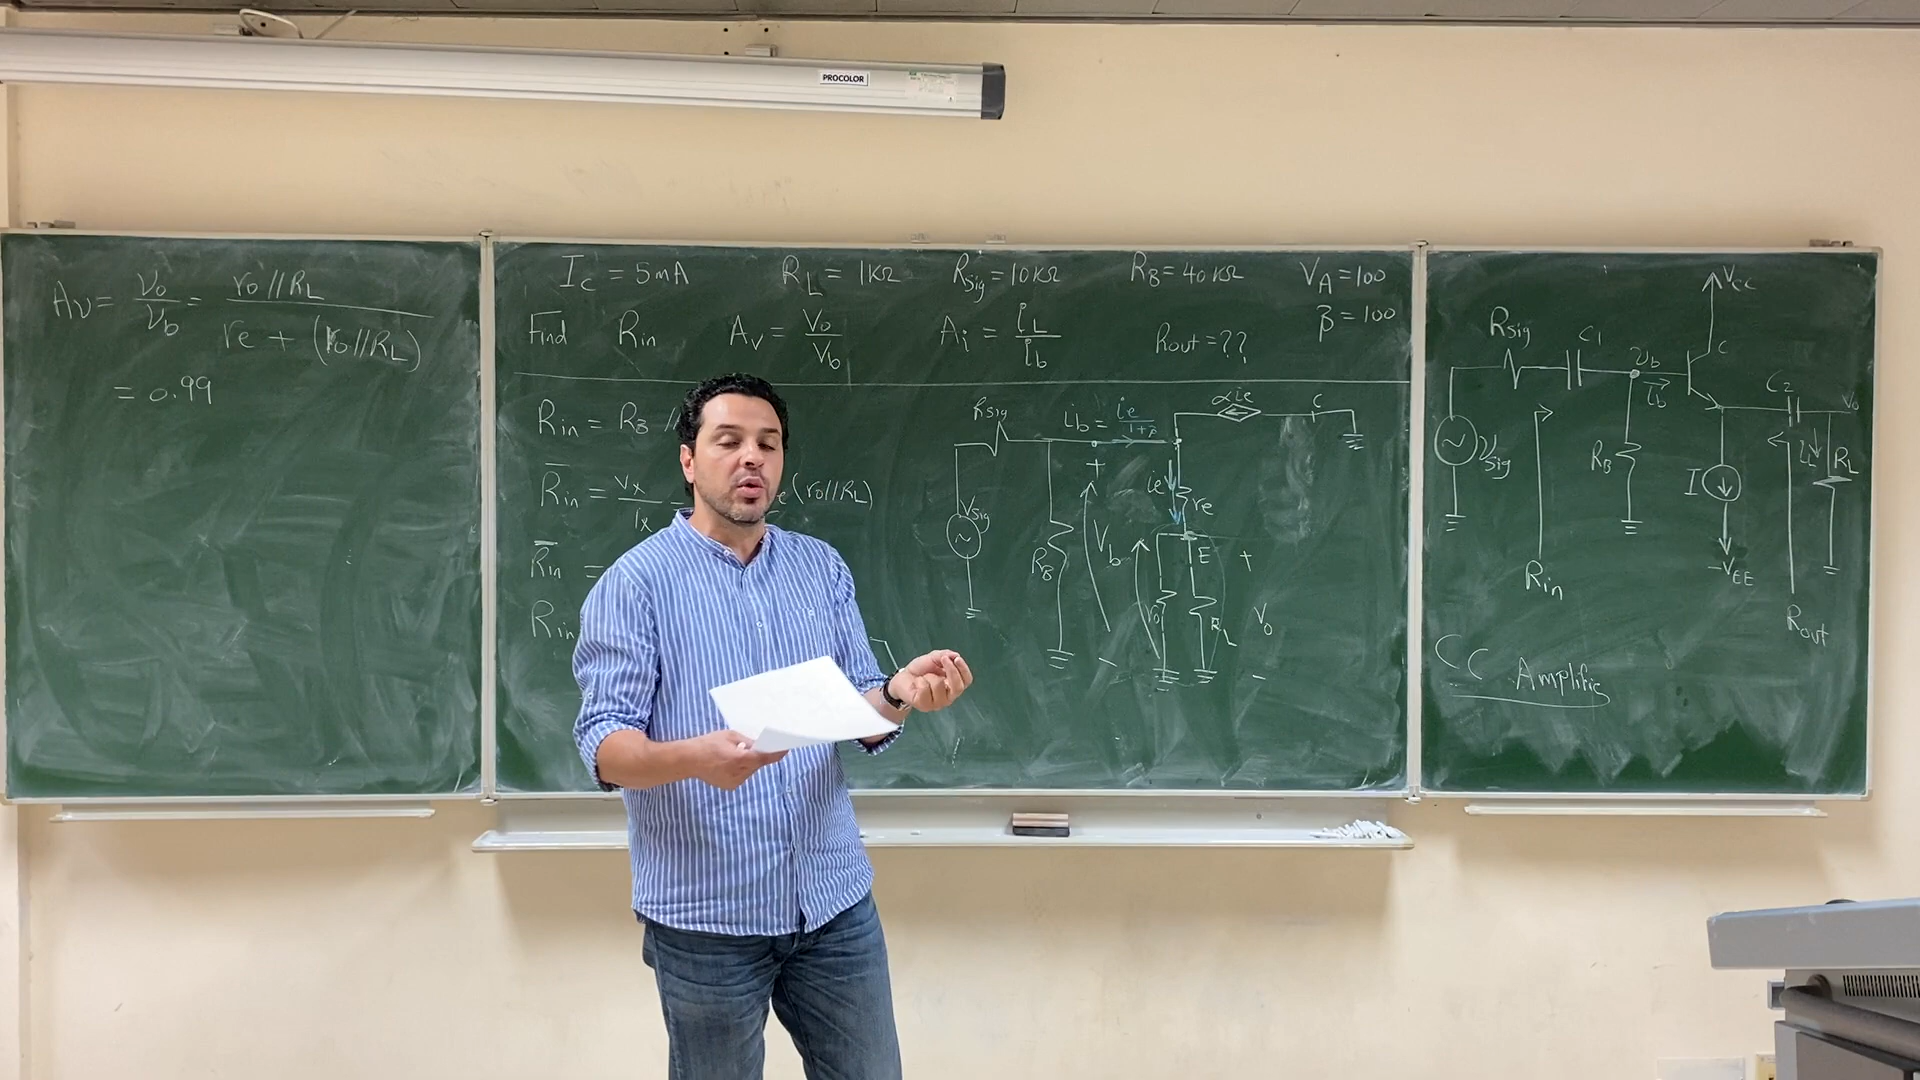 PROCOLOR
Av = Vo/Vb = ro//RL / re + (ro//RL)
= 0.99
Ic = 5mA RL = 1KΩ Rsig = 10KΩ RB = 40KΩ VA = 100
β = 100
Find Rin Av = Vo/Vb Ai = iL/ib Rout = ??
Rin = RB //
Rin = Vx/Ix = (ro//RL)
Rin =
Rin
Rsig
ib = ie/1+β
αie
C
+
ie
re
Vsig
RB
Vb
-
E
+
ro
RL
Vo
-
VCC
Rsig
C1
υb
ib
C
C2
Vo
υsig
RB
I
iL
RL
-VEE
Rin
Rout
CC Amplifier